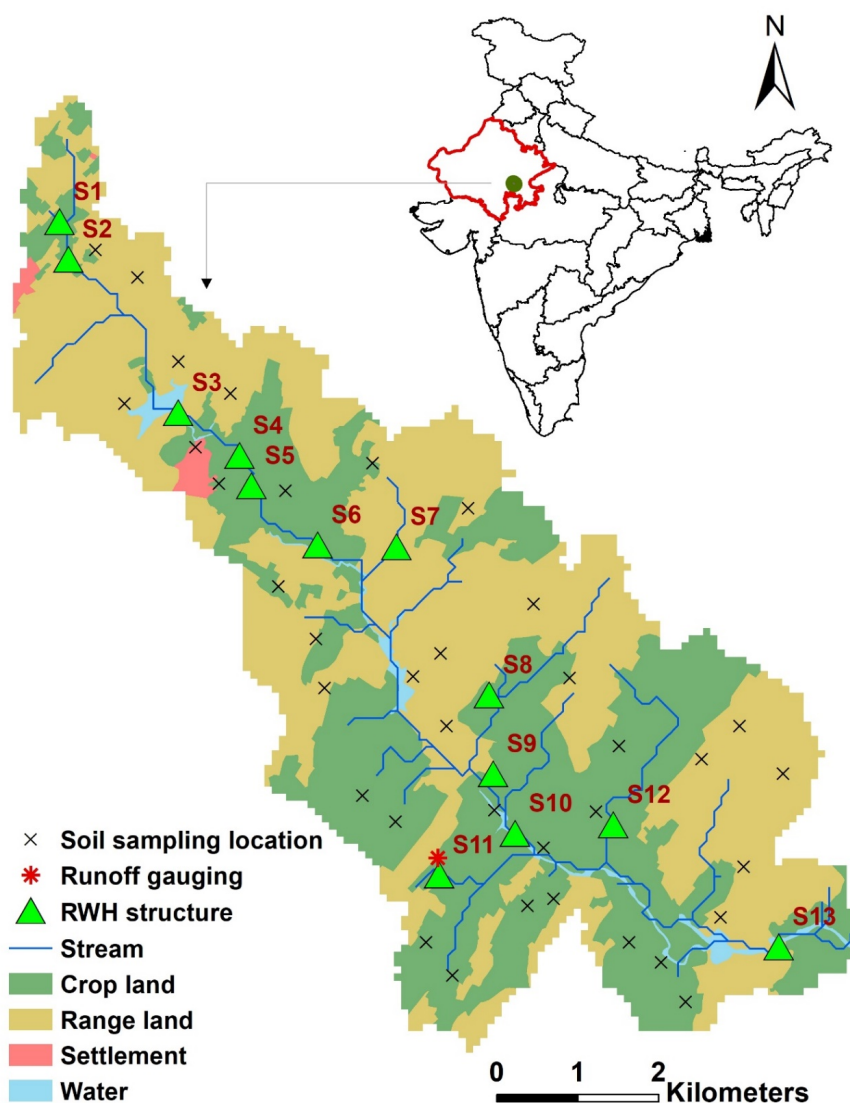 N
S1
S2
S3
S4
S5
S6
S7
S8
S9
S10
S12
S11
S13
Soil sampling location
Runoff gauging
RWH structure
Stream
Crop land
Range land
Settlement
Water
0 1 2
Kilometers